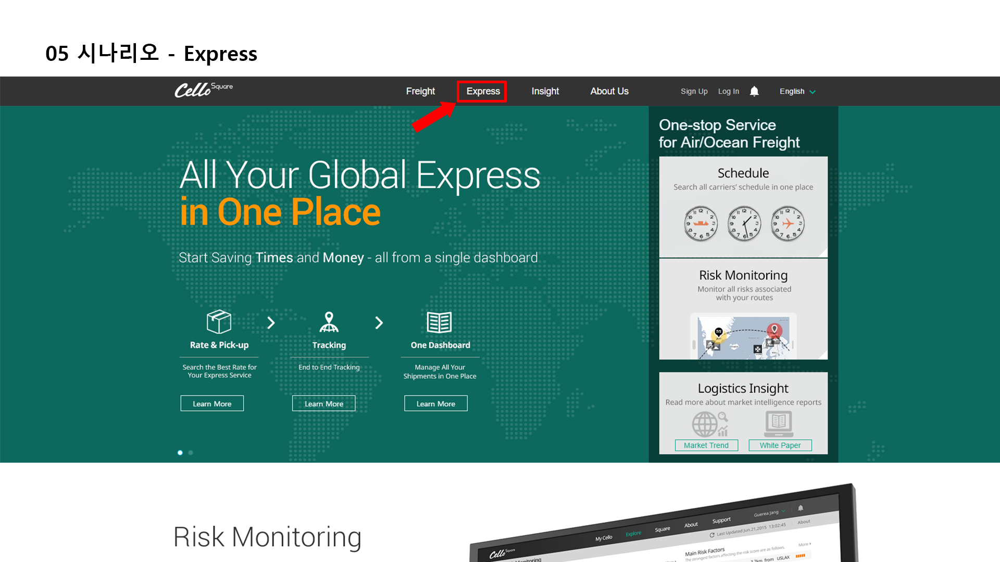 05 시나리오 - Express
Cello Square
Freight
Express
Insight
About Us
Sign Up
Log In
English
All Your Global Express
in One Place
Start Saving Times and Money - all from a single dashboard
Rate & Pick-up
Search the Best Rate for
Your Express Service
Learn More
Tracking
End to End Tracking
Learn More
One Dashboard
Manage All Your
Shipments in One Place
Learn More
One-stop Service
for Air/Ocean Freight
Schedule
Search all carriers' schedule in one place
Risk Monitoring
Monitor all risks associated
with your routes
T/S
Logistics Insight
Read more about market intelligence reports
Market Trend
White Paper
Risk Monitoring
Cello Square
My Cello
Explore
Square
About
Support
Guerea Jang
Last Updated Jun.21,2015 13:02:45
About
Main Risk Factors
The strongest factors affecting the risk score are as follows.
More
3.2km from USLAX